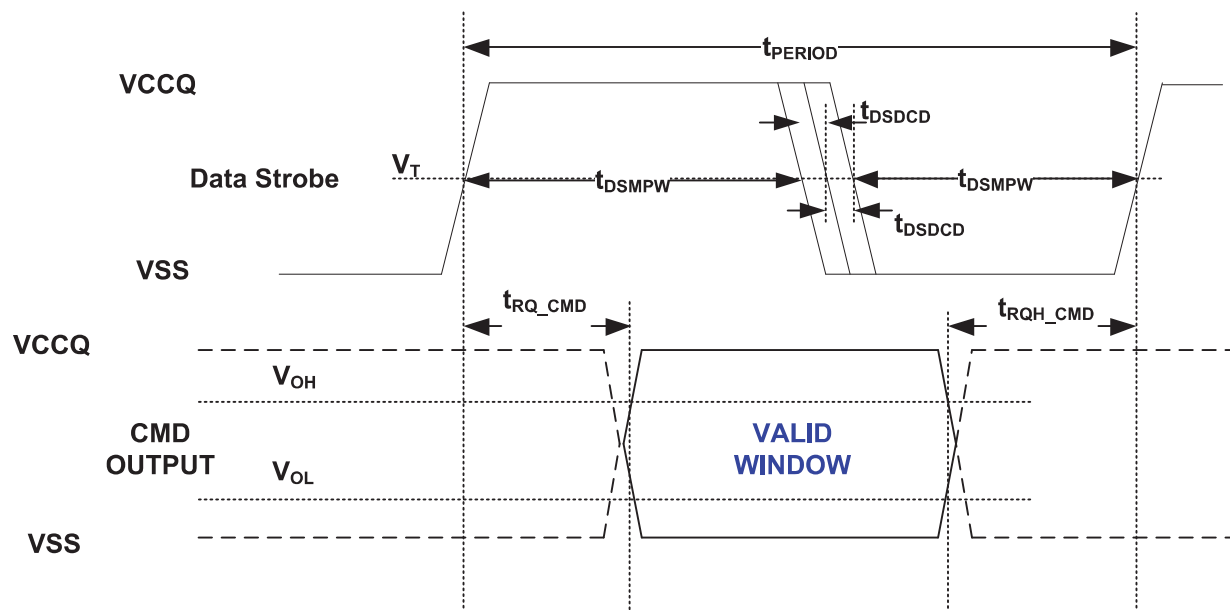 tPERIOD
VCCQ
tDSDCD
VT
Data Strobe
tDSMPW
tDSMPW
tDSDCD
VSS
tRQ_CMD
tRQH_CMD
VCCQ
VOH
CMD
OUTPUT
VALID
WINDOW
VOL
VSS